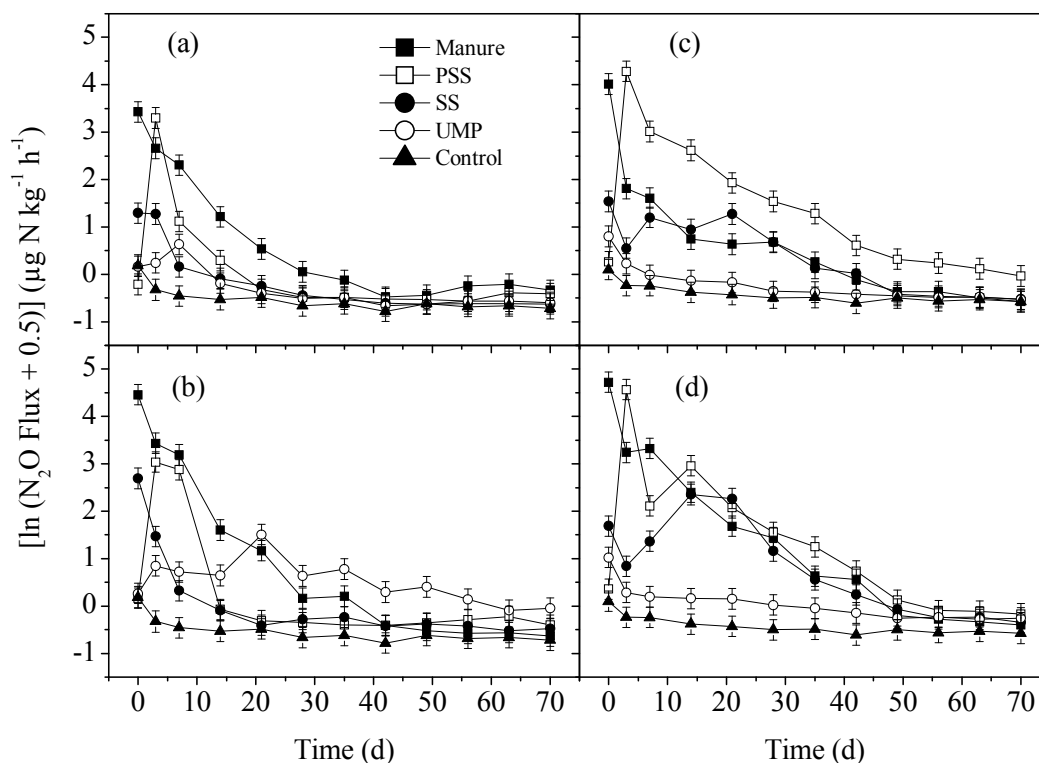 [ln (N₂O Flux + 0.5)] (µg N kg⁻¹ h⁻¹)
(a)
Manure
PSS
SS
UMP
Control
5
4
3
2
1
0
-1
(c)
(b)
5
4
3
2
1
0
-1
0 10 20 30 40 50 60 70
Time (d)
(d)
0 10 20 30 40 50 60 70
Time (d)